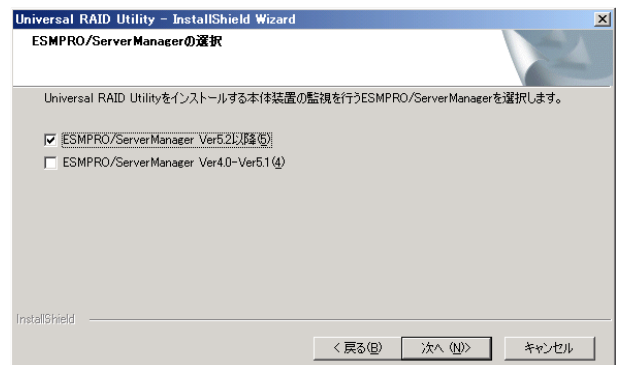 Universal RAID Utility - InstallShield Wizard
ESMPRO/ServerManagerの選択
Universal RAID Utilityをインストールする本体装置の監視を行うESMPRO/ServerManagerを選択します。
ESMPRO/ServerManager Ver5.2以降(5)
ESMPRO/ServerManager Ver4.0-Ver5.1(4)
InstallShield
< 戻る(B)
次へ (N)>
キャンセル